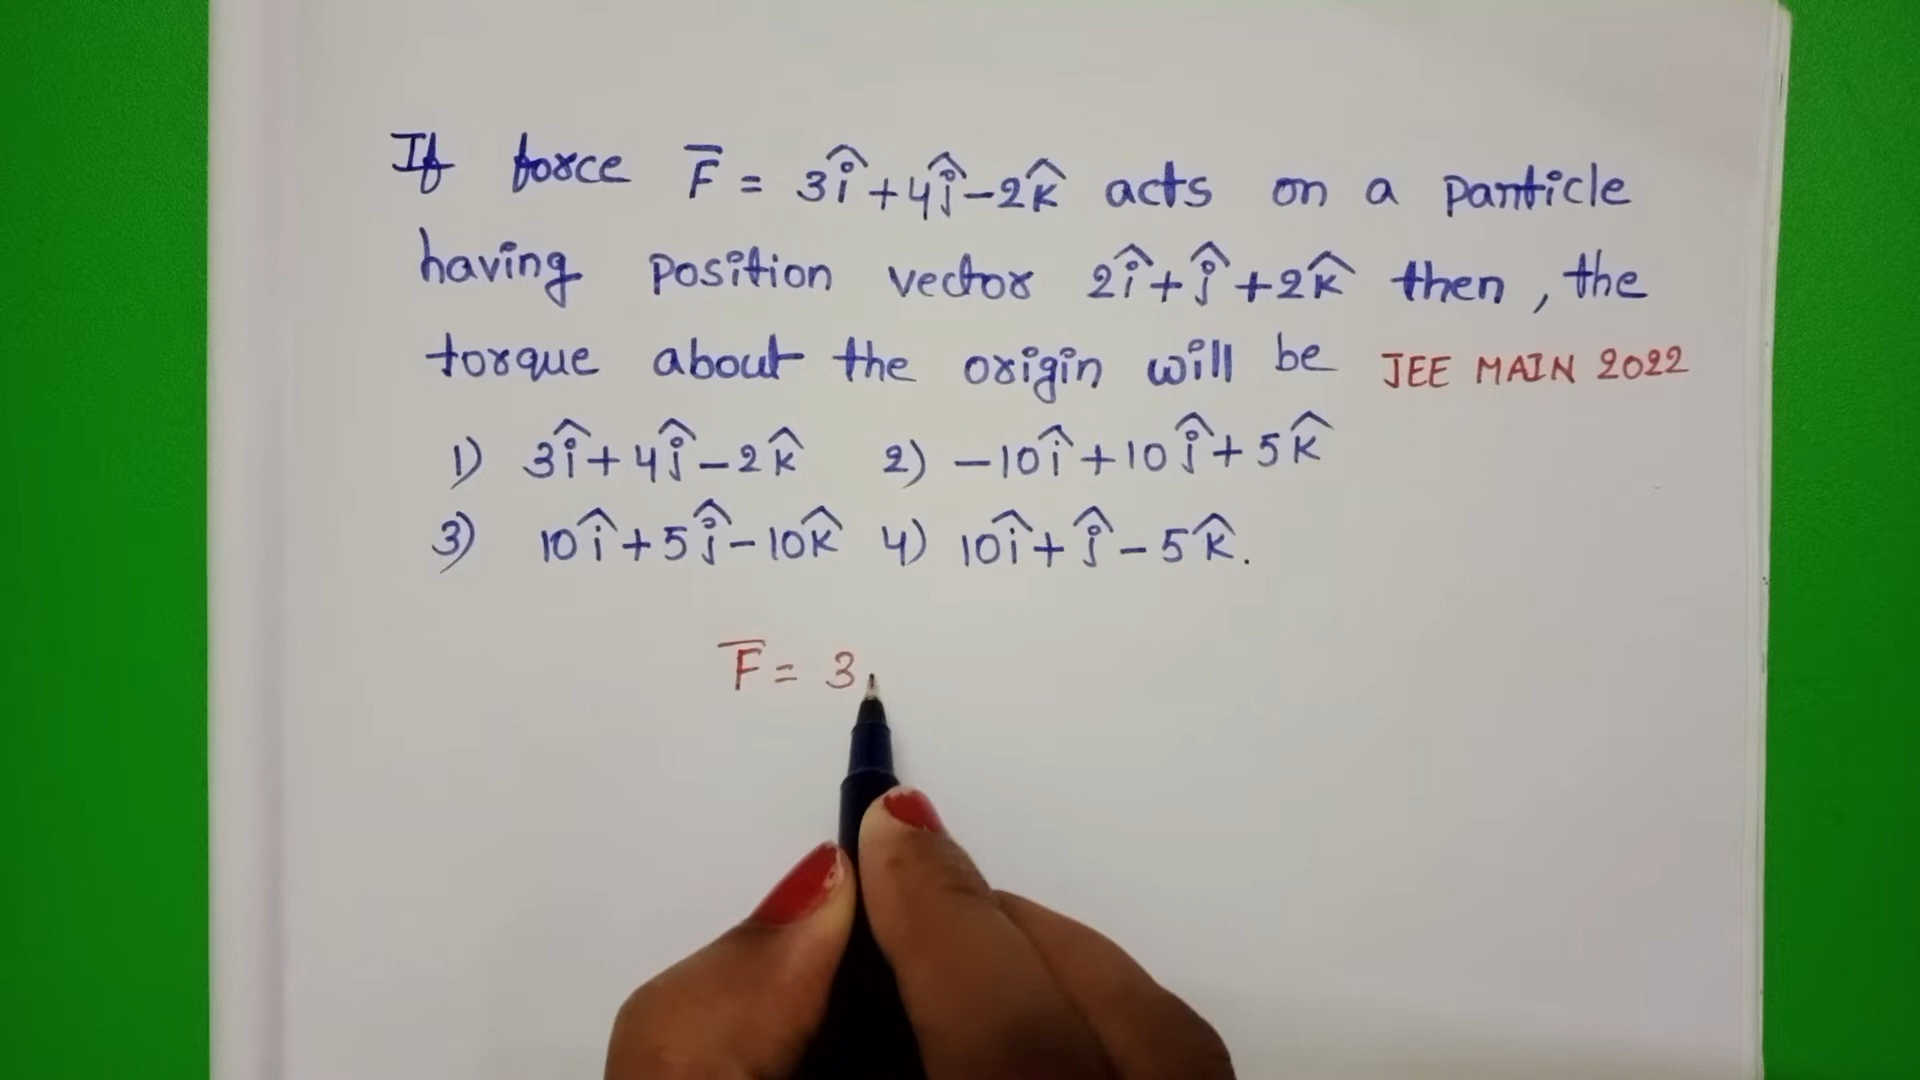 If force F̅ = 3î+4ĵ-2k̂ acts on a particle
having position vector 2î+ĵ+2k̂ then, the
torque about the origin will be JEE MAIN 2022
1) 3î+4ĵ-2k̂ 2) -10î+10ĵ+5k̂
3) 10î+5ĵ-10k̂ 4) 10î+ĵ-5k̂.
F̅ = 3